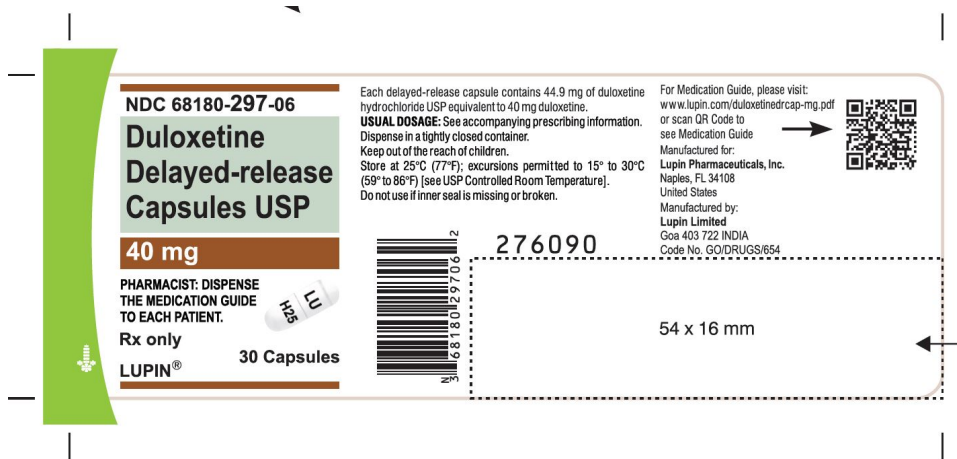 NDC 68180-297-06
Duloxetine
Delayed-release
Capsules USP
40 mg
PHARMACIST: DISPENSE
THE MEDICATION GUIDE
TO EACH PATIENT.
H25 LU
Rx only
30 Capsules
LUPIN®
Each delayed-release capsule contains 44.9 mg of duloxetine
hydrochloride USP equivalent to 40 mg duloxetine.
USUAL DOSAGE: See accompanying prescribing information.
Dispense in a tightly closed container.
Keep out of the reach of children.
Store at 25°C (77°F); excursions permitted to 15° to 30°C
(59° to 86°F) [see USP Controlled Room Temperature].
Do not use if inner seal is missing or broken.
N
3 68180 29706 2
276090
For Medication Guide, please visit:
www.lupin.com/duloxetinedrcap-mg.pdf
or scan QR Code to
see Medication Guide
Manufactured for:
Lupin Pharmaceuticals, Inc.
Naples, FL 34108
United States
Manufactured by:
Lupin Limited
Goa 403 722 INDIA
Code No. GO/DRUGS/654
54 x 16 mm